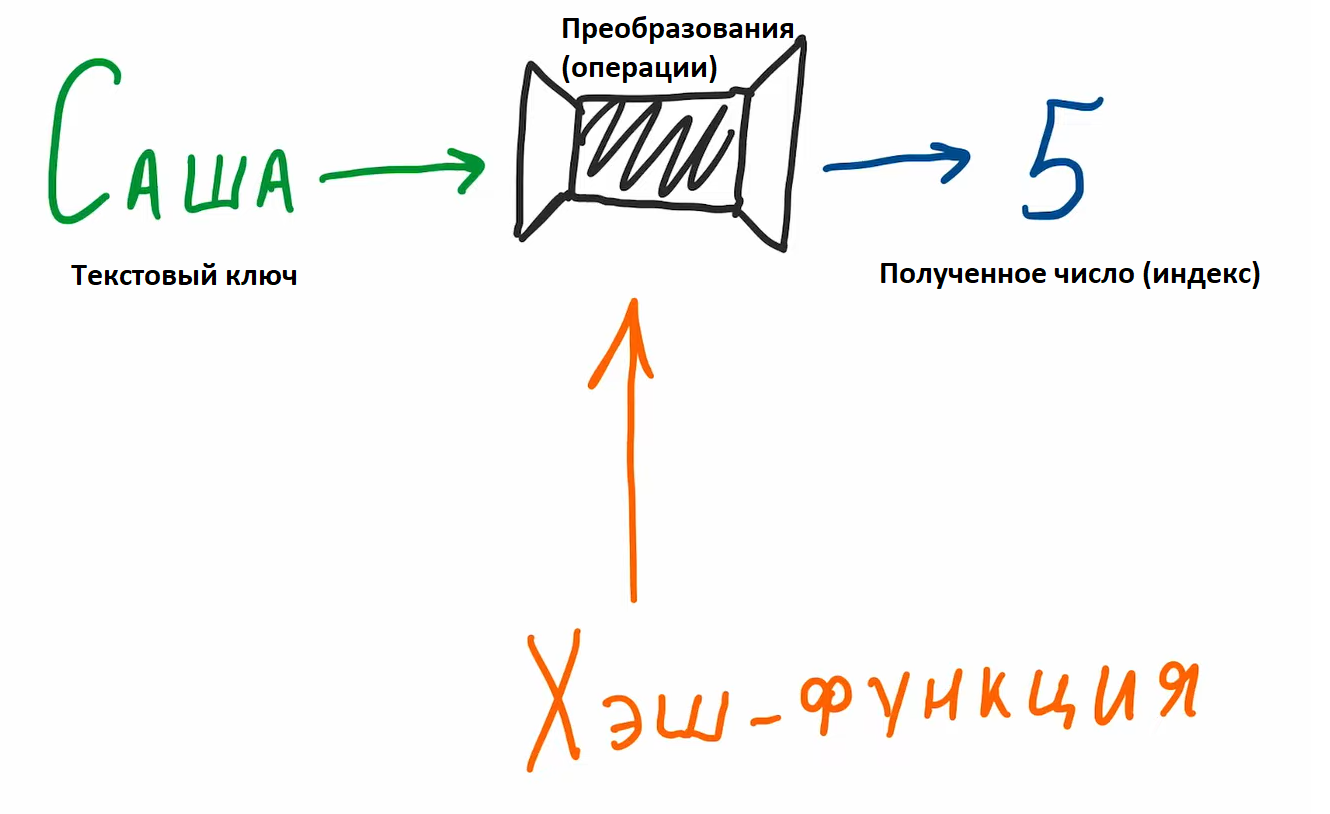 Преобразования
(операции)
Саша
5
Текстовый ключ
Полученное число (индекс)
Хэш-функция